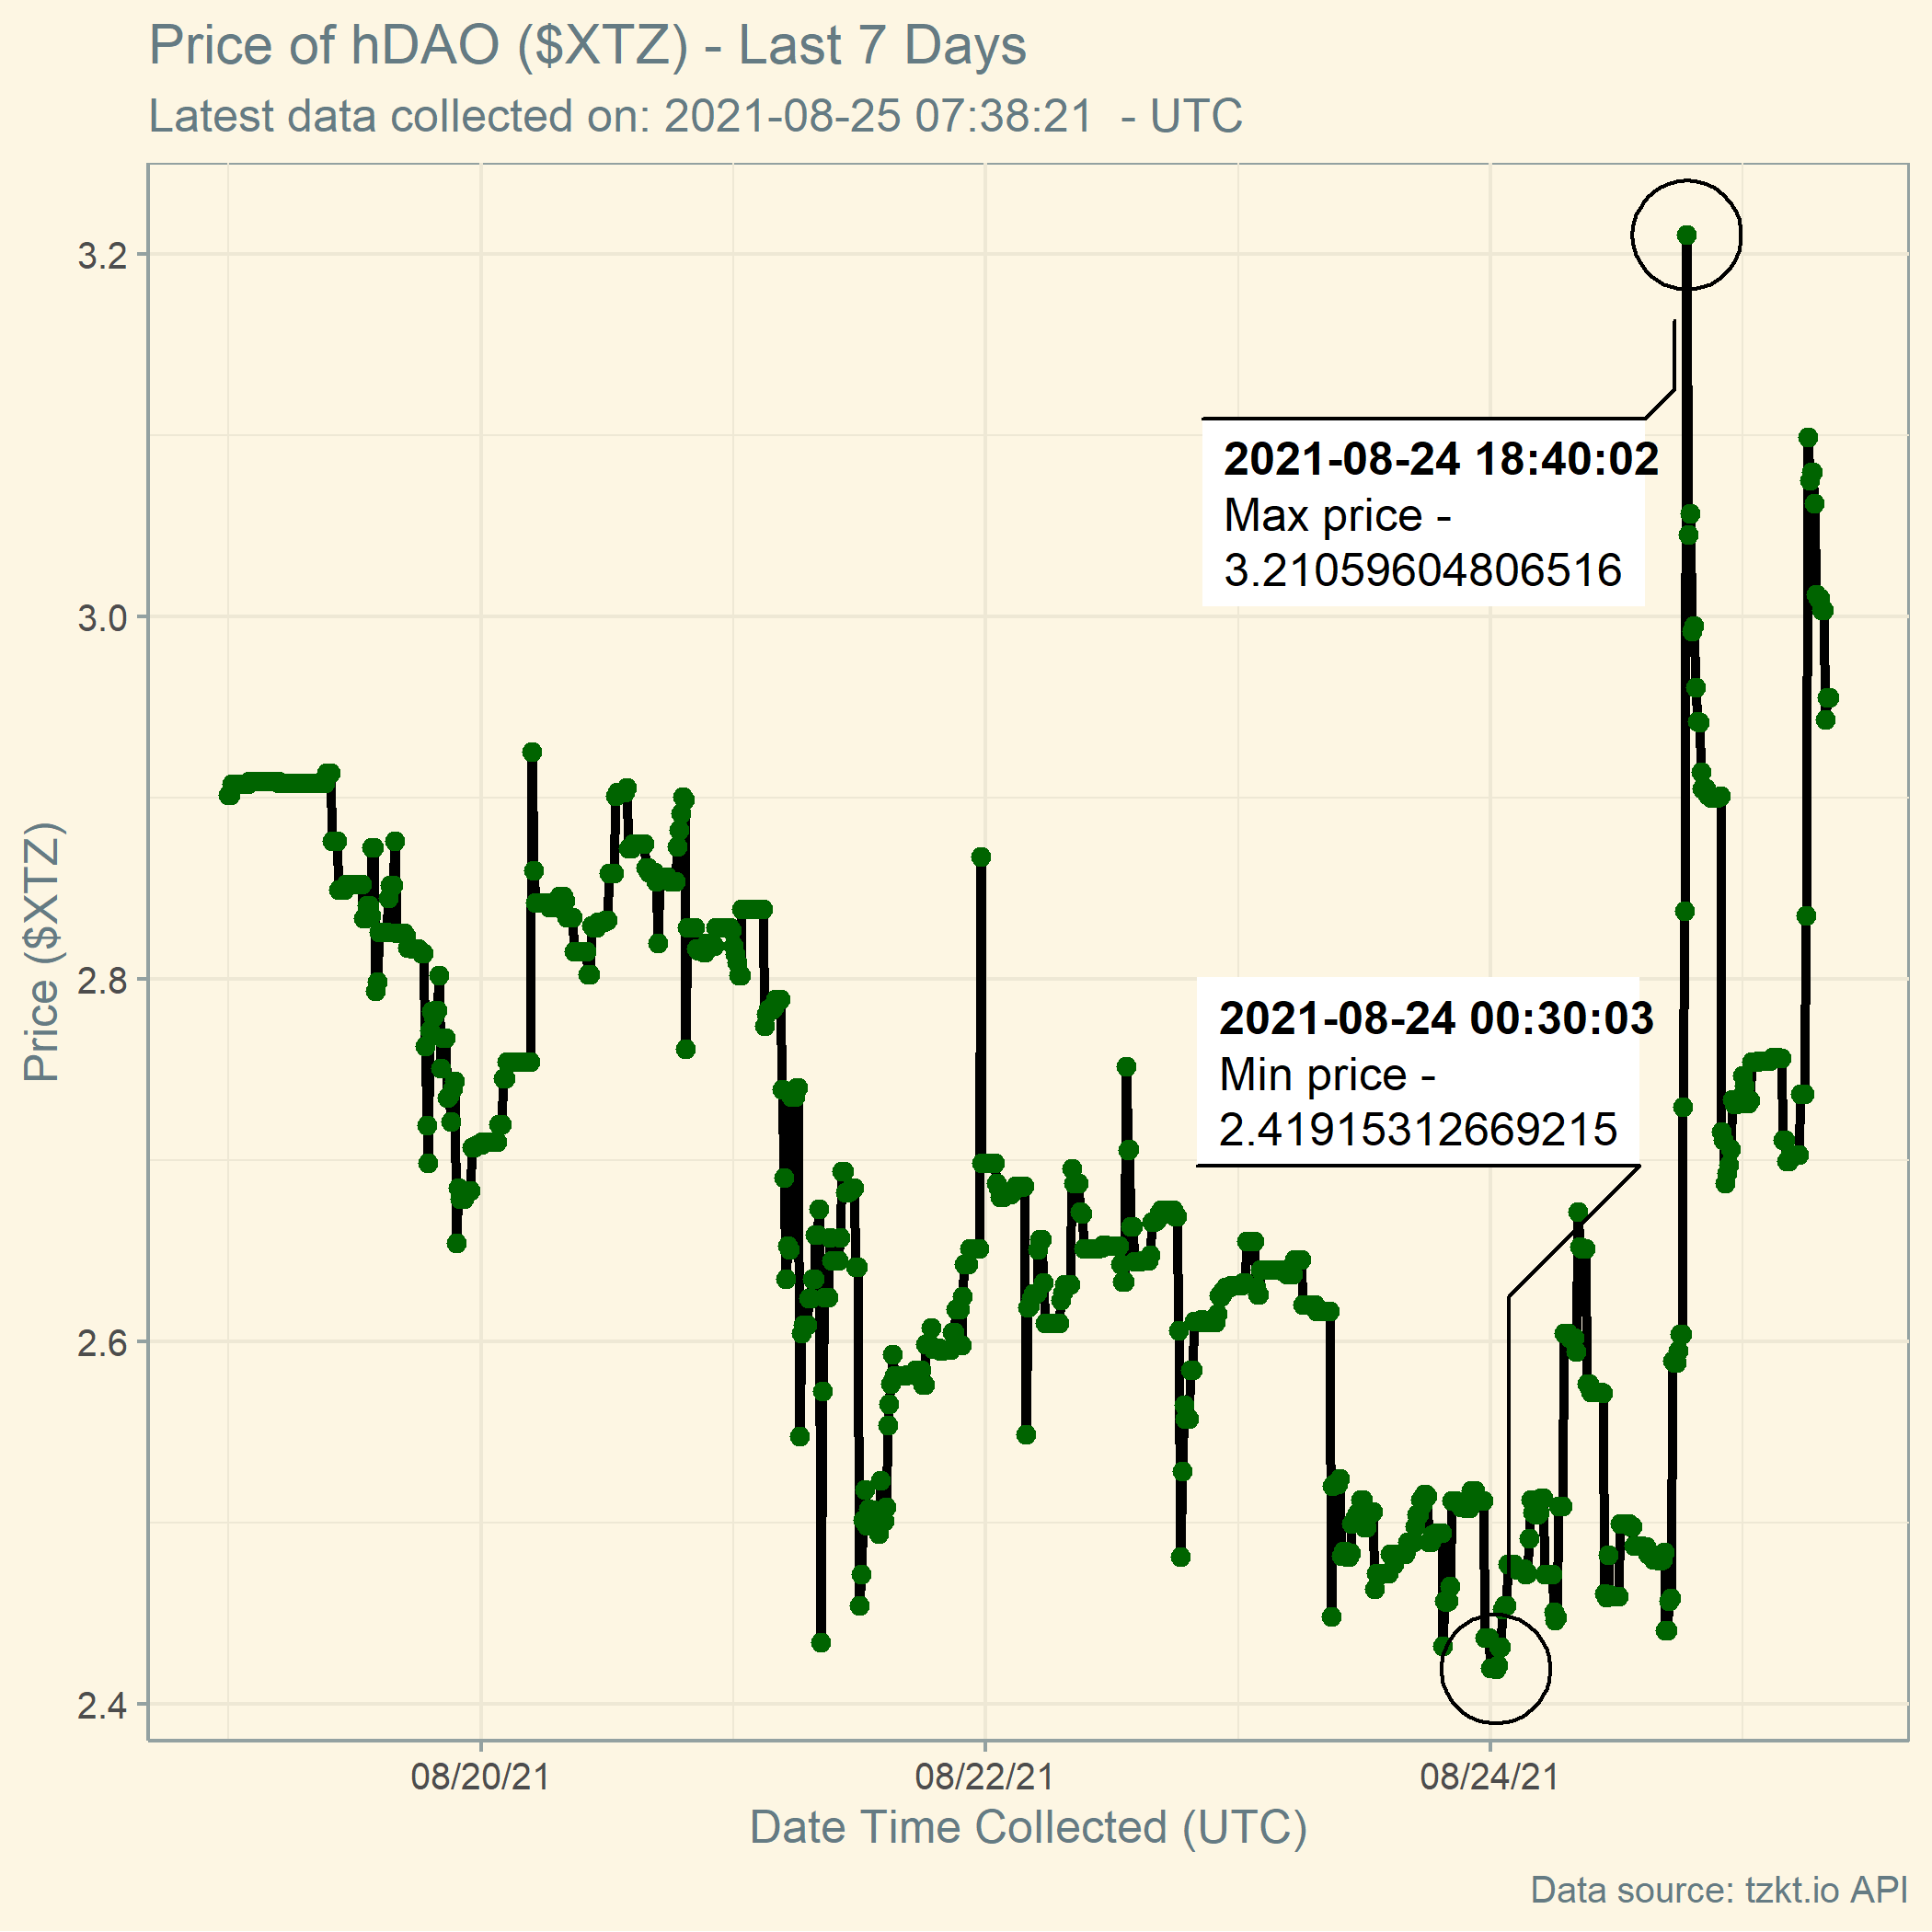 Price of hDAO ($XTZ) - Last 7 Days
Latest data collected on: 2021-08-25 07:38:21  - UTC
Price ($XTZ)
3.2
3.0
2.8
2.6
2.4
2021-08-24 18:40:02
Max price -
3.21059604806516
2021-08-24 00:30:03
Min price -
2.41915312669215
08/20/21
08/22/21
08/24/21
Date Time Collected (UTC)
Data source: tzkt.io API